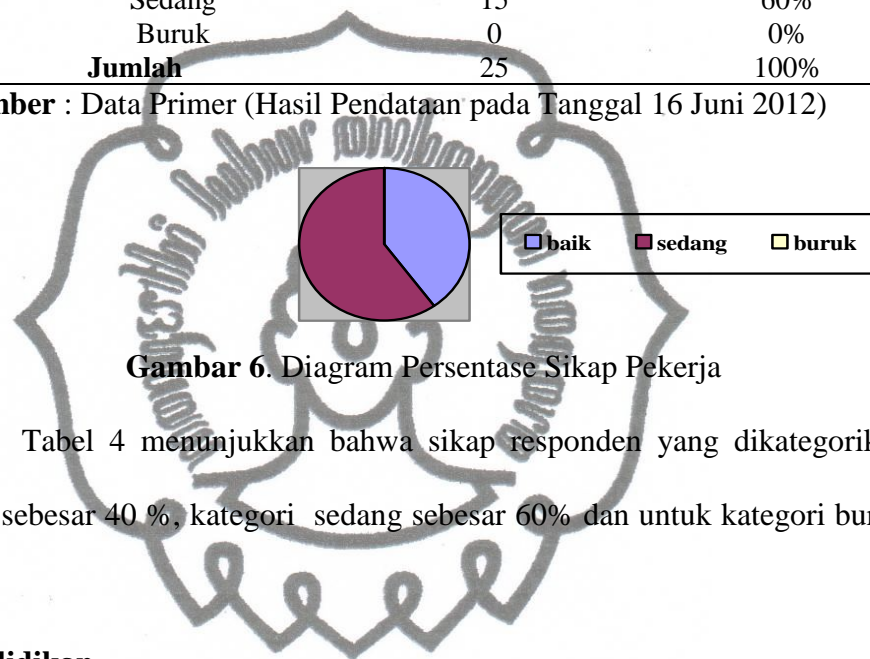 Sedang 15 60%
Buruk 0 0%
Jumlah 25 100%
mber : Data Primer (Hasil Pendataan pada Tanggal 16 Juni 2012)
baik sedang buruk
Gambar 6. Diagram Persentase Sikap Pekerja
Tabel 4 menunjukkan bahwa sikap responden yang dikategorik
sebesar 40 %, kategori sedang sebesar 60% dan untuk kategori bur
didikan